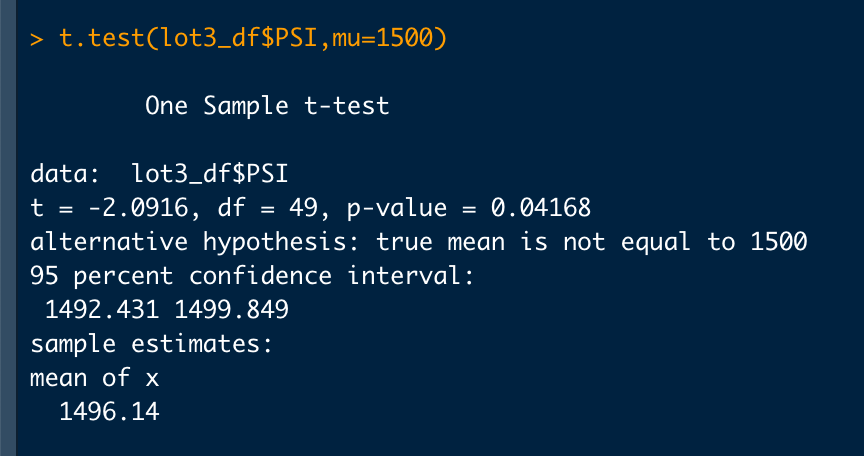 > t.test(lot3_df$PSI,mu=1500)
One Sample t-test
data:  lot3_df$PSI
t = -2.0916, df = 49, p-value = 0.04168
alternative hypothesis: true mean is not equal to 1500
95 percent confidence interval:
1492.431 1499.849
sample estimates:
mean of x
1496.14